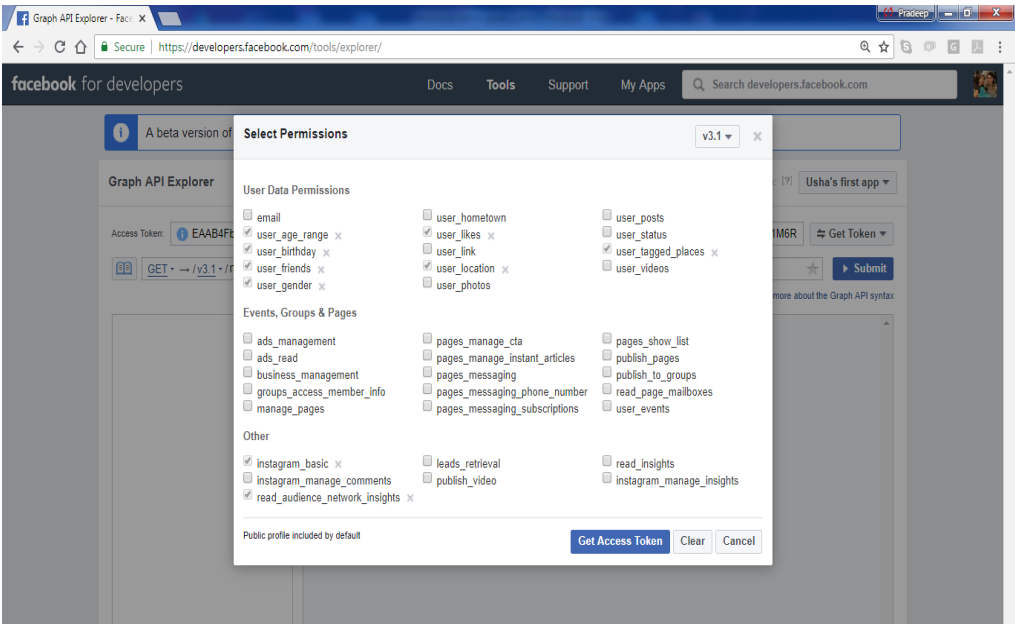 Graph API Explorer - Face
Pradeep
Secure | https://developers.facebook.com/tools/explorer/
facebook for developers Docs Tools Support My Apps Search developers.facebook.com
A beta version of
Select Permissions v3.1
Graph API Explorer [?] Usha's first app
User Data Permissions
email user_hometown user_posts
user_age_range user_likes user_status
user_birthday user_link user_tagged_places
user_friends user_location user_videos
user_gender user_photos
Access Token: EAAB4Fb 1M6R Get Token
GET → /v3.1 / Submit
more about the Graph API syntax
Events, Groups & Pages
ads_management pages_manage_cta pages_show_list
ads_read pages_manage_instant_articles publish_pages
business_management pages_messaging publish_to_groups
groups_access_member_info pages_messaging_phone_number read_page_mailboxes
manage_pages pages_messaging_subscriptions user_events
Other
instagram_basic leads_retrieval read_insights
instagram_manage_comments publish_video instagram_manage_insights
read_audience_network_insights
Public profile included by default Get Access Token Clear Cancel